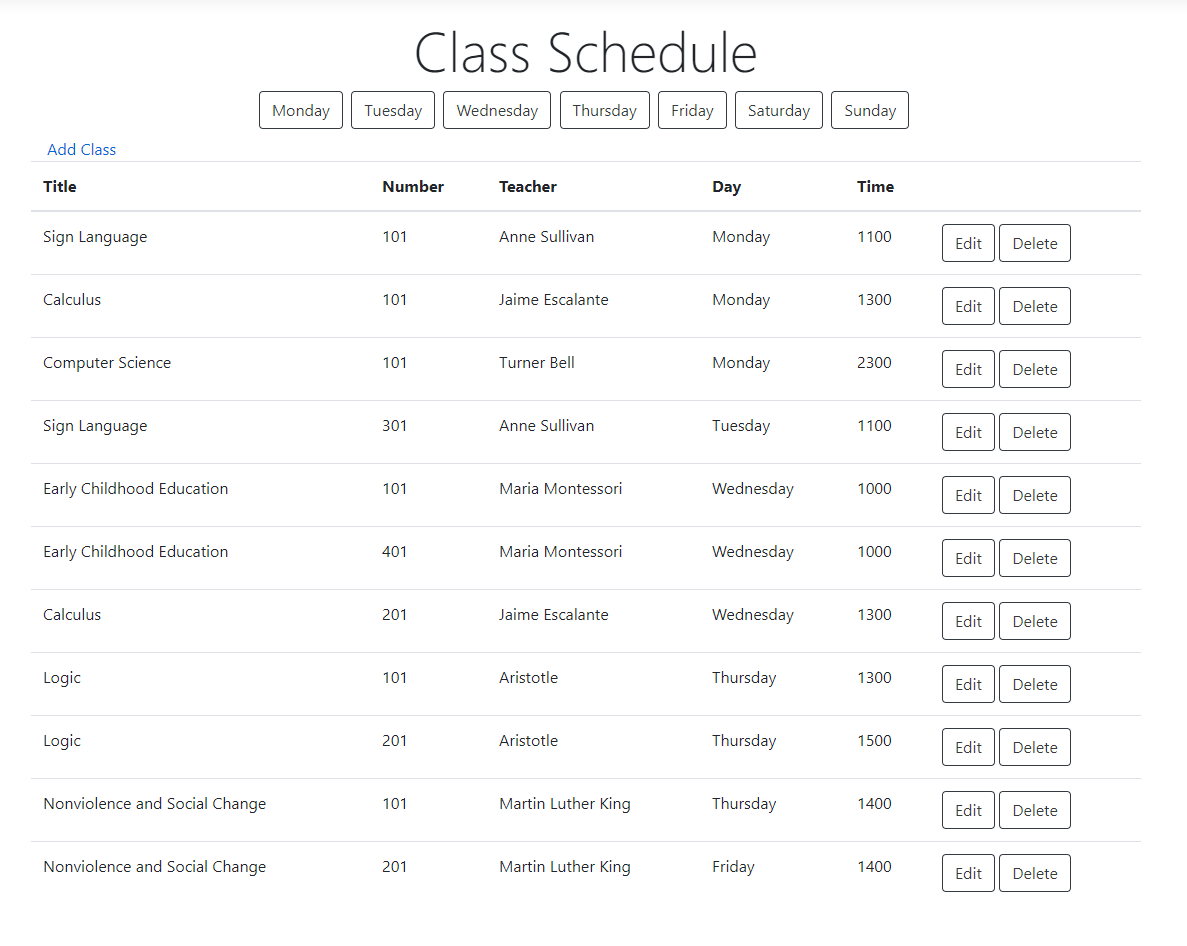 Class Schedule
Monday Tuesday Wednesday Thursday Friday Saturday Sunday
Add Class
Title Number Teacher Day Time
Sign Language 101 Anne Sullivan Monday 1100 Edit Delete
Calculus 101 Jaime Escalante Monday 1300 Edit Delete
Computer Science 101 Turner Bell Monday 2300 Edit Delete
Sign Language 301 Anne Sullivan Tuesday 1100 Edit Delete
Early Childhood Education 101 Maria Montessori Wednesday 1000 Edit Delete
Early Childhood Education 401 Maria Montessori Wednesday 1000 Edit Delete
Calculus 201 Jaime Escalante Wednesday 1300 Edit Delete
Logic 101 Aristotle Thursday 1300 Edit Delete
Logic 201 Aristotle Thursday 1500 Edit Delete
Nonviolence and Social Change 101 Martin Luther King Thursday 1400 Edit Delete
Nonviolence and Social Change 201 Martin Luther King Friday 1400 Edit Delete